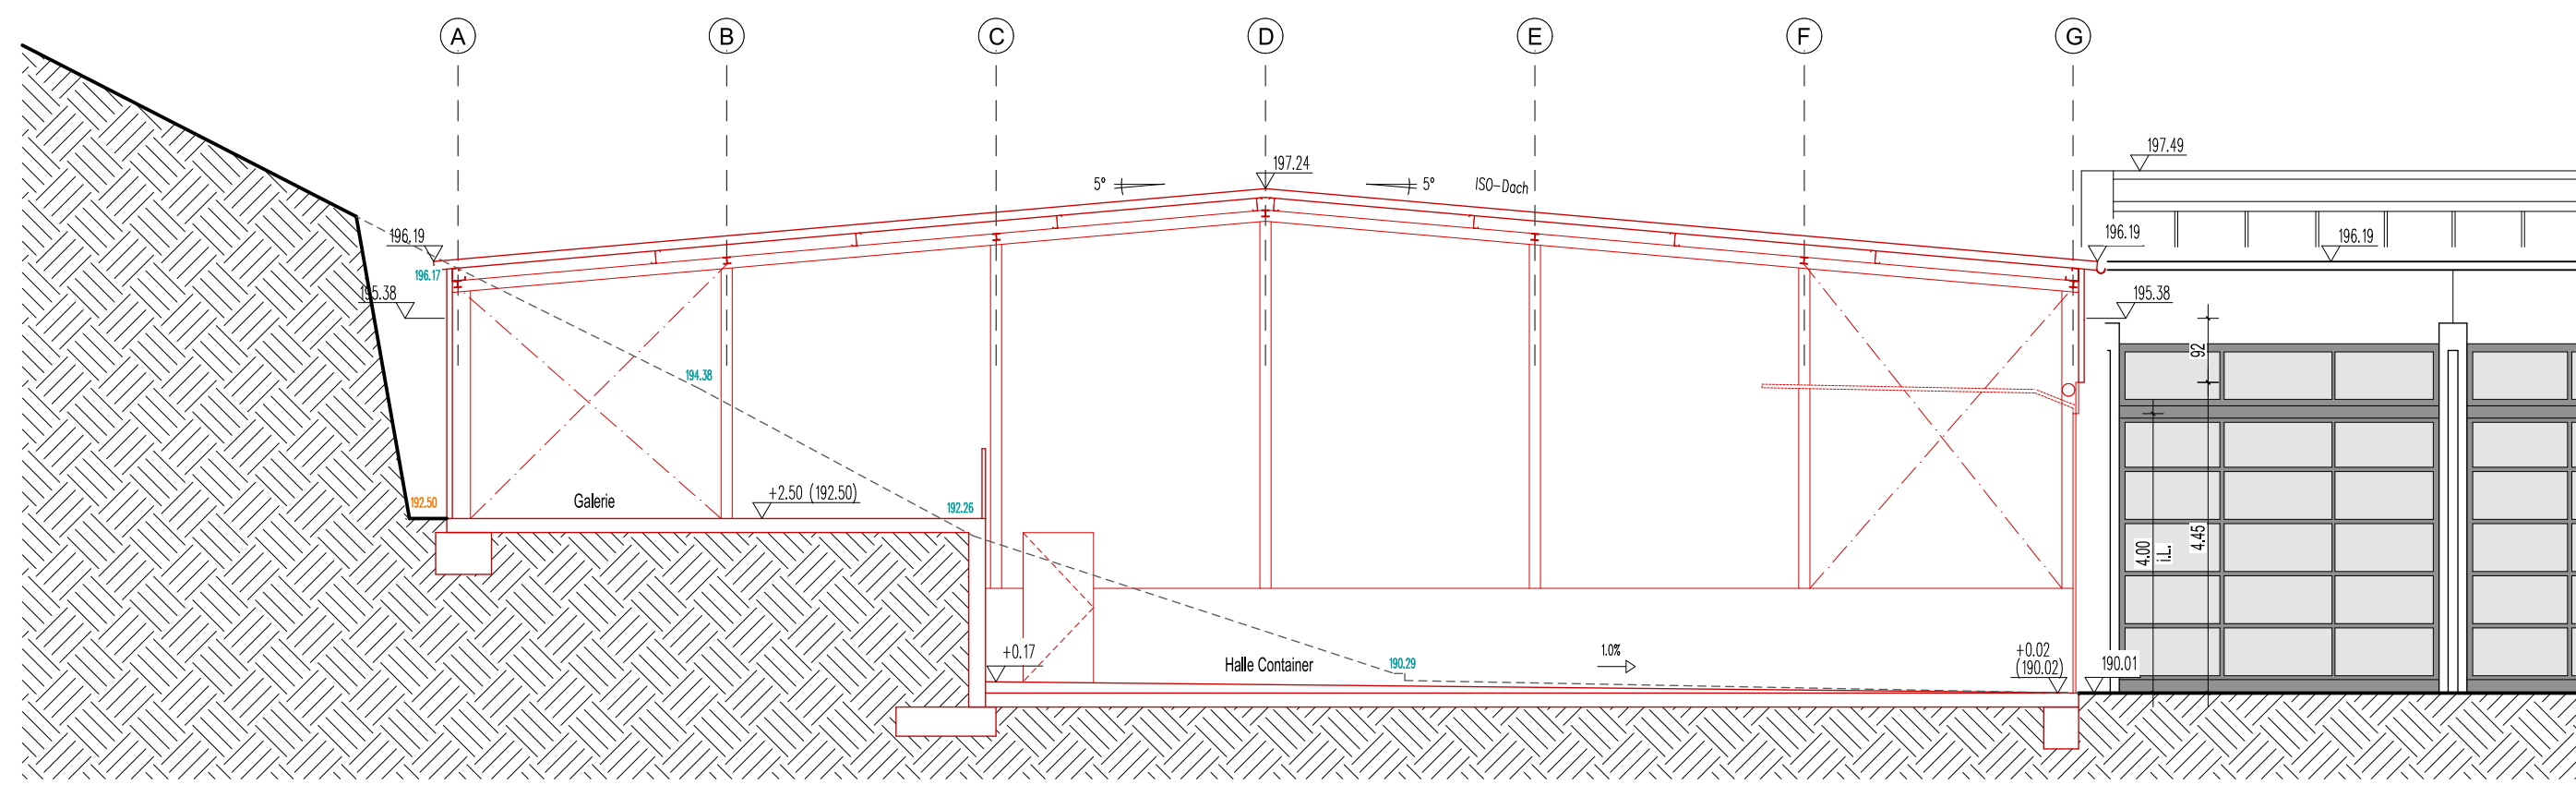 A
B
C
D
E
F
G
197.49
197.24
5°
5°
ISO-Dach
196.19
196.19
196.19
196.17
195.38
195.38
92
194.38
192.50
Galerie
+2.50 (192.50)
192.26
4.00
i.L.
4.45
+0.17
Halle Container
190.29
1.0%
+0.02
(190.02)
190.01